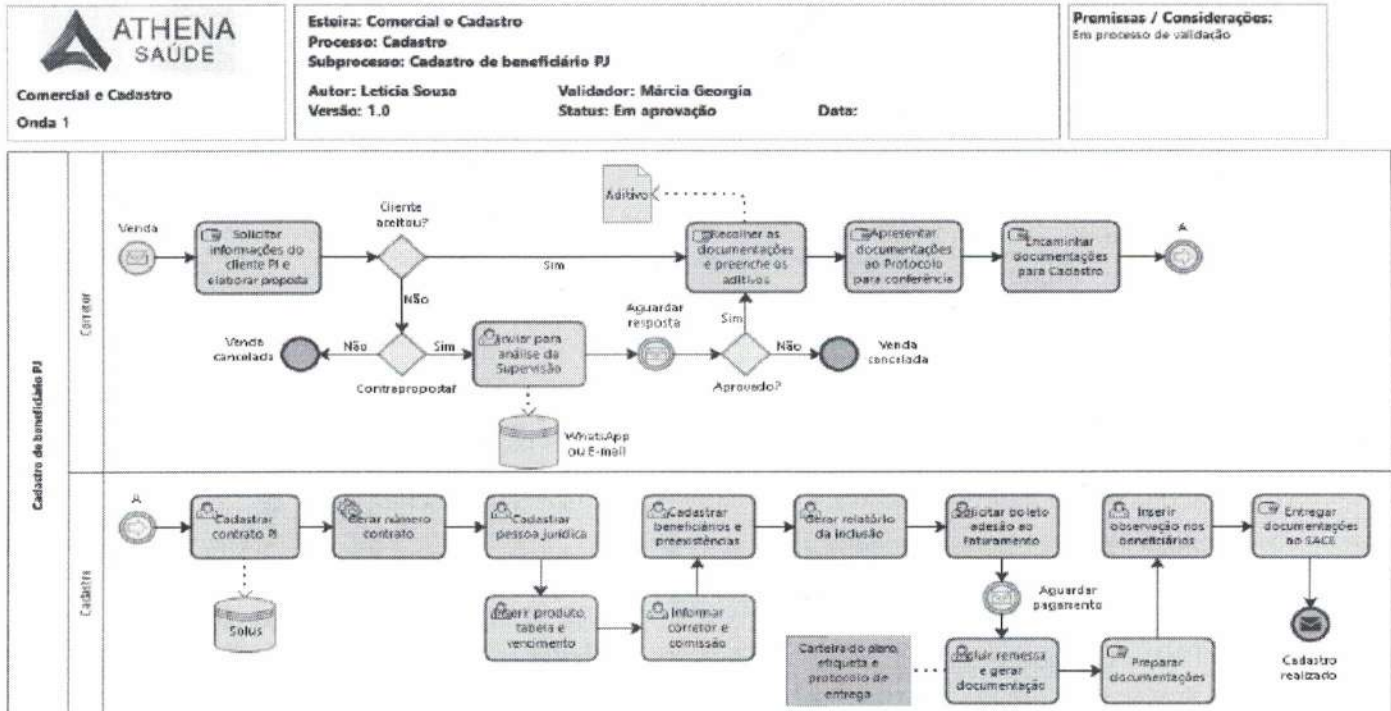 ATHENA
SAÚDE
Comercial e Cadastro
Onda 1
Esteira: Comercial e Cadastro
Processo: Cadastro
Subprocesso: Cadastro de beneficiário PJ
Autor: Leticia Sousa
Validador: Márcia Georgia
Versão: 1.0
Status: Em aprovação
Data:
Premissas / Considerações:
Em processo de validação
Cadastro de beneficiário PJ
Corretor
Venda
Solicitar
informações do
cliente PJ e
elaborar proposta
Cliente
aceitou?
Sim
Não
Aditivo
Recolher as
documentações
e preenche os
aditivos
Apresentar
documentações
ao Protocolo
para conferência
Encaminhar
documentações
para Cadastro
A
Venda
cancelada
Não
Contraproposta?
Sim
Enviar para
análise da
Supervisão
WhatsApp
ou E-mail
Aguardar
resposta
Sim
Aprovado?
Não
Venda
cancelada
Cadastro
A
Cadastrar
contrato PJ
Solus
Gerar número
contrato
Cadastrar
pessoa jurídica
Inserir produto,
tabela e
vencimento
Informar
corretor e
comissão
Cadastrar
beneficiários e
preexistências
Gerar relatório
da inclusão
Solicitar boleto
adesão ao
Faturamento
Aguardar
pagamento
Carteira do plano,
etiqueta e
protocolo de
entrega
remessa
e gerar
documentação
Preparar
documentações
Inserir
observação nos
beneficiários
Entregar
documentações
ao SACE
Cadastro
realizado